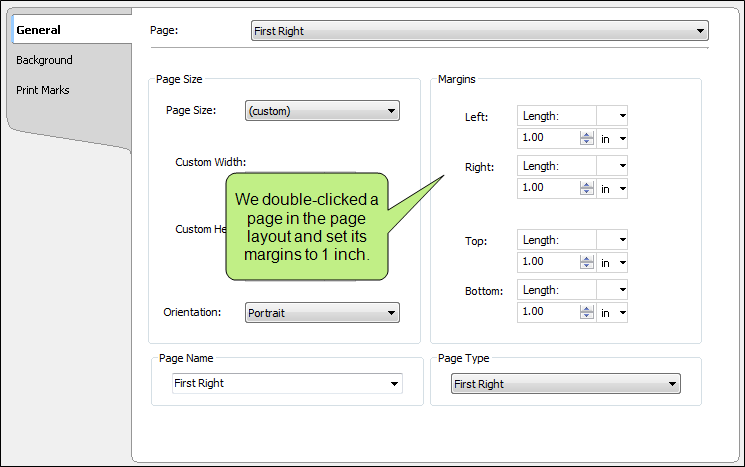 General
Background
Print Marks
Page: First Right
Page Size
Page Size: (custom)
Custom Width:
Custom He
We double-clicked a
page in the page
layout and set its
margins to 1 inch.
Orientation: Portrait
Margins
Left: Length:
1.00 in
Right: Length:
1.00 in
Top: Length:
1.00 in
Bottom: Length:
1.00 in
Page Name
First Right
Page Type
First Right